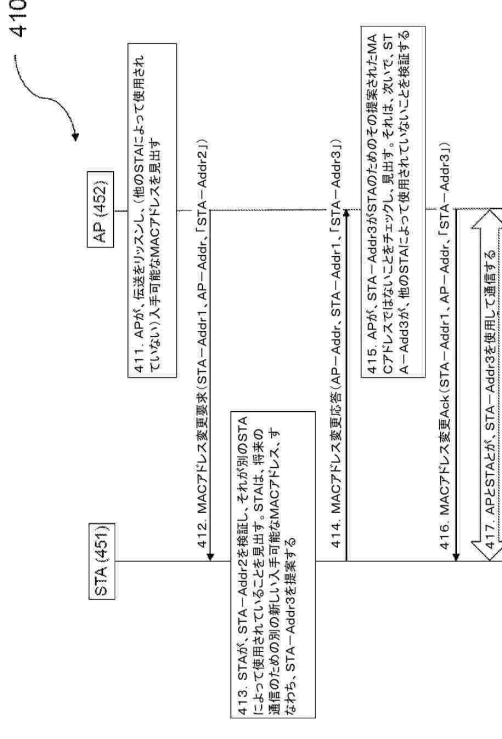 410
STA (451)
AP (452)
411. APが、伝送をリッスンし、(他のSTAによって使用され
ていない)入手可能なMACアドレスを見出す
412. MACアドレス変更要求(STA-Addr1、AP-Addr、「STA-Addr2」)
413. STAが、STA-Addr2を検証し、それが別のSTA
によって使用されていることを見出す。STAは、将来の
通信のための別の新しい入手可能なMACアドレス、す
なわち、STA-Addr3を提案する
414. MACアドレス変更応答(AP-Addr、STA-Addr1、「STA-Addr3」)
415. APが、STA-Addr3がSTAのためのその提案されたMA
Cアドレスではないことをチェックし、見出す。それは、次いで、ST
A-Add3が、他のSTAによって使用されていないことを検証する
416. MACアドレス変更Ack(STA-Addr1、AP-Addr、「STA-Addr3」)
417. APとSTAとが、STA-Addr3を使用して通信する